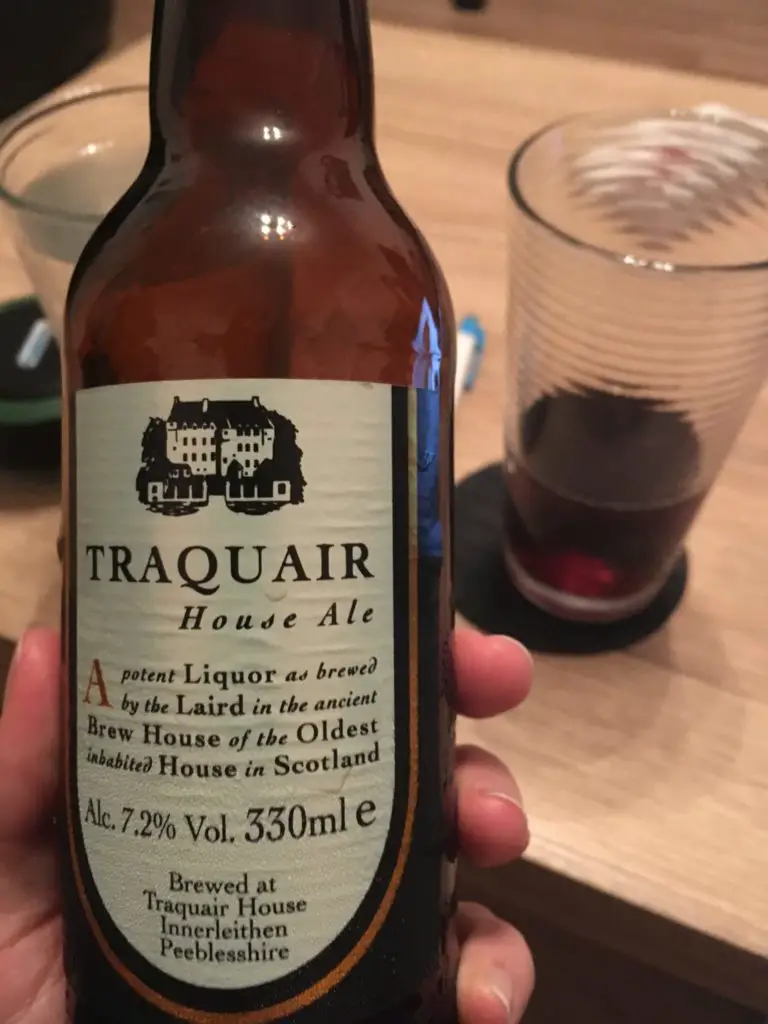 TRAQUAIR
House Ale
A potent Liquor as brewed
by the Laird in the ancient
Brew House of the Oldest
inhabited House in Scotland
Alc. 7.2% Vol. 330ml e
Brewed at
Traquair House
Innerleithen
Peeblesshire